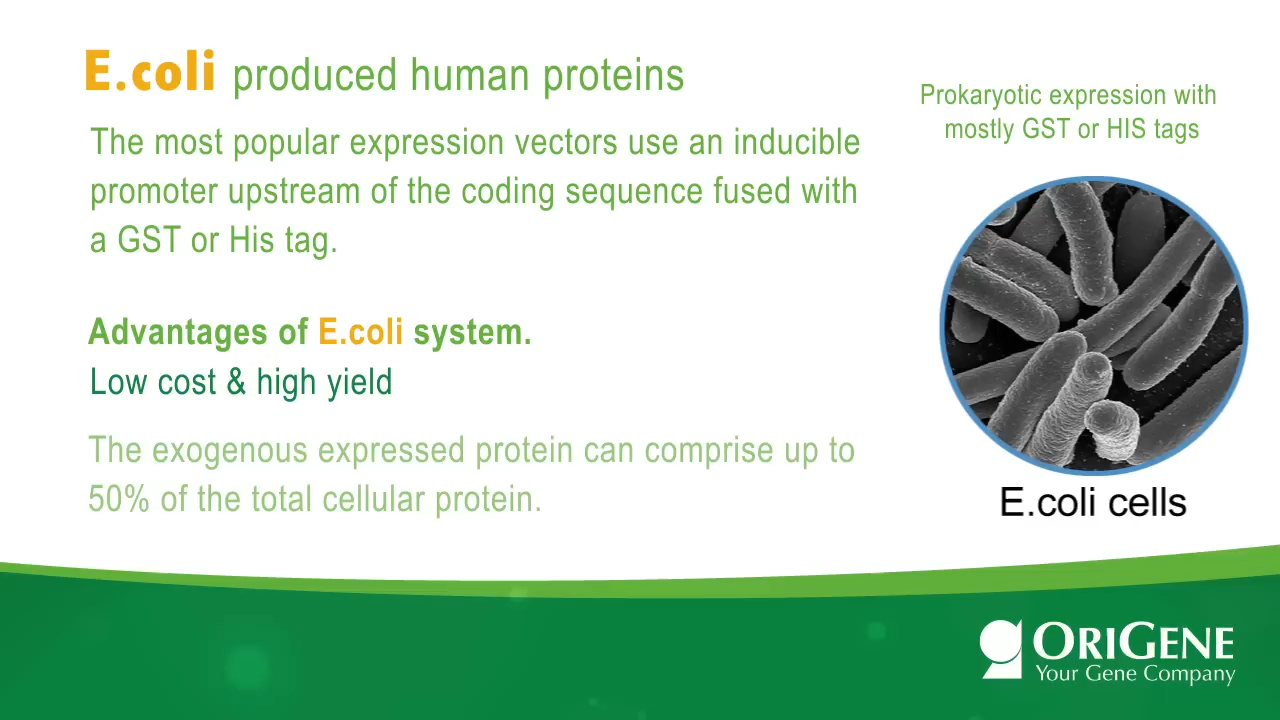 E.coli produced human proteins
The most popular expression vectors use an inducible
promoter upstream of the coding sequence fused with
a GST or His tag.
Advantages of E.coli system.
Low cost & high yield
The exogenous expressed protein can comprise up to
50% of the total cellular protein.
Prokaryotic expression with
mostly GST or HIS tags
E.coli cells
ORIGENE
Your Gene Company